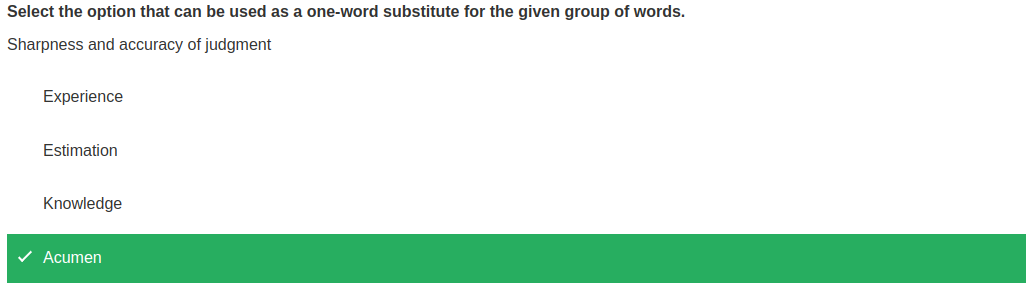 Select the option that can be used as a one-word substitute for the given group of words.
Sharpness and accuracy of judgment
Experience
Estimation
Knowledge
Acumen